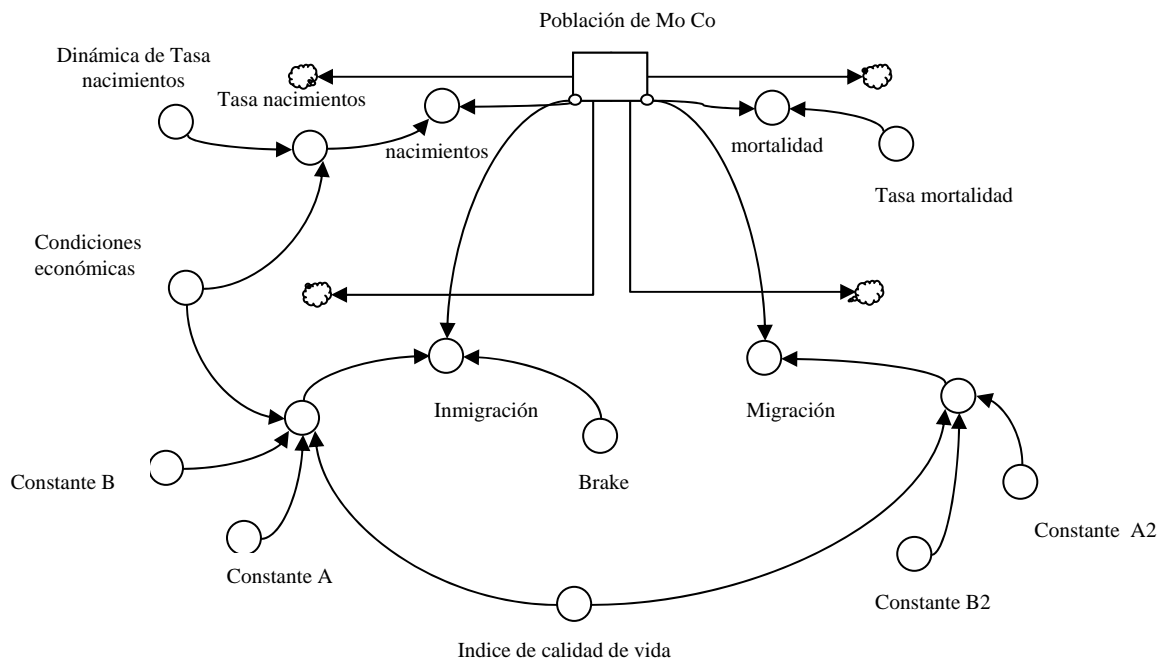 Población de Mo Co
Dinámica de Tasa
nacimientos
Tasa nacimientos
nacimientos
mortalidad
Tasa mortalidad
Condiciones
económicas
Inmigración
Migración
Constante B
Brake
Constante A2
Constante A
Constante B2
Indice de calidad de vida